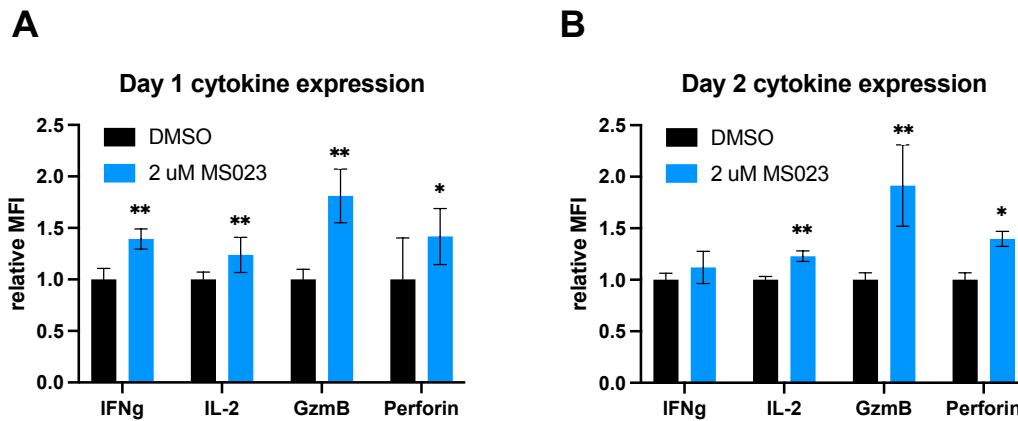 A
Day 1 cytokine expression
relative MFI
2.5
2.0
1.5
1.0
0.5
0.0
DMSO
2 uM MS023
**
**
**
*
IFNg IL-2 GzmB Perforin
B
Day 2 cytokine expression
relative MFI
2.5
2.0
1.5
1.0
0.5
0.0
DMSO
2 uM MS023
**
**
*
IFNg IL-2 GzmB Perforin